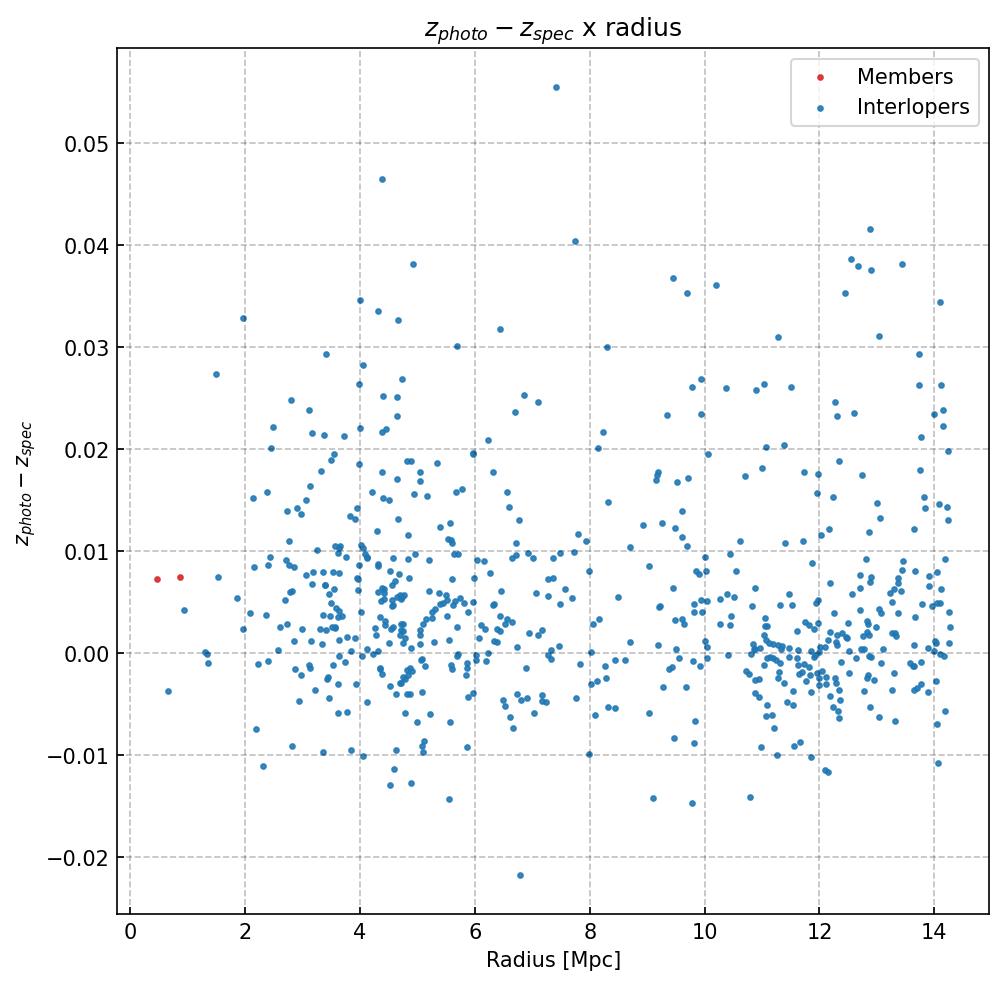 z_photo − z_spec x radius
Members
Interlopers
z_photo − z_spec
0.05
0.04
0.03
0.02
0.01
0.00
−0.01
−0.02
0 2 4 6 8 10 12 14
Radius [Mpc]